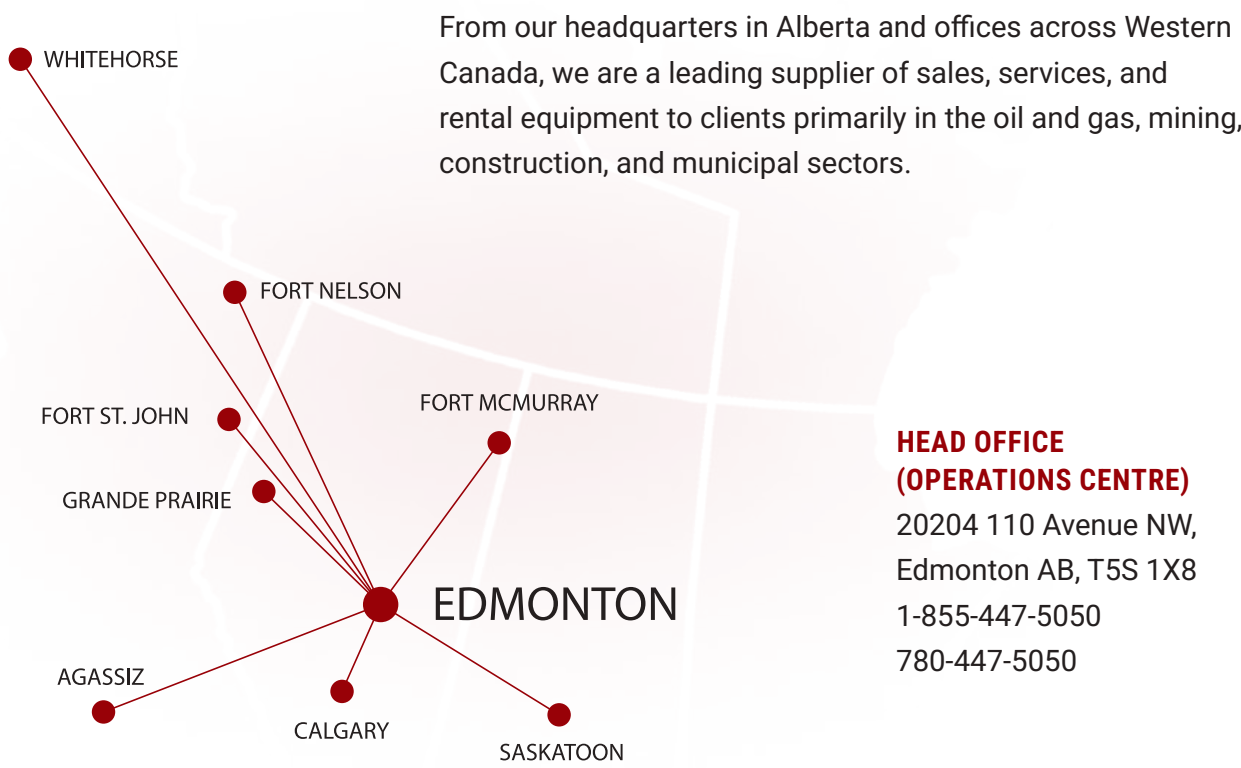 From our headquarters in Alberta and offices across Western
Canada, we are a leading supplier of sales, services, and
rental equipment to clients primarily in the oil and gas, mining,
construction, and municipal sectors.
WHITEHORSE
FORT NELSON
FORT ST. JOHN
FORT MCMURRAY
GRANDE PRAIRIE
EDMONTON
AGASSIZ
CALGARY
SASKATOON
HEAD OFFICE
(OPERATIONS CENTRE)
20204 110 Avenue NW,
Edmonton AB, T5S 1X8
1-855-447-5050
780-447-5050